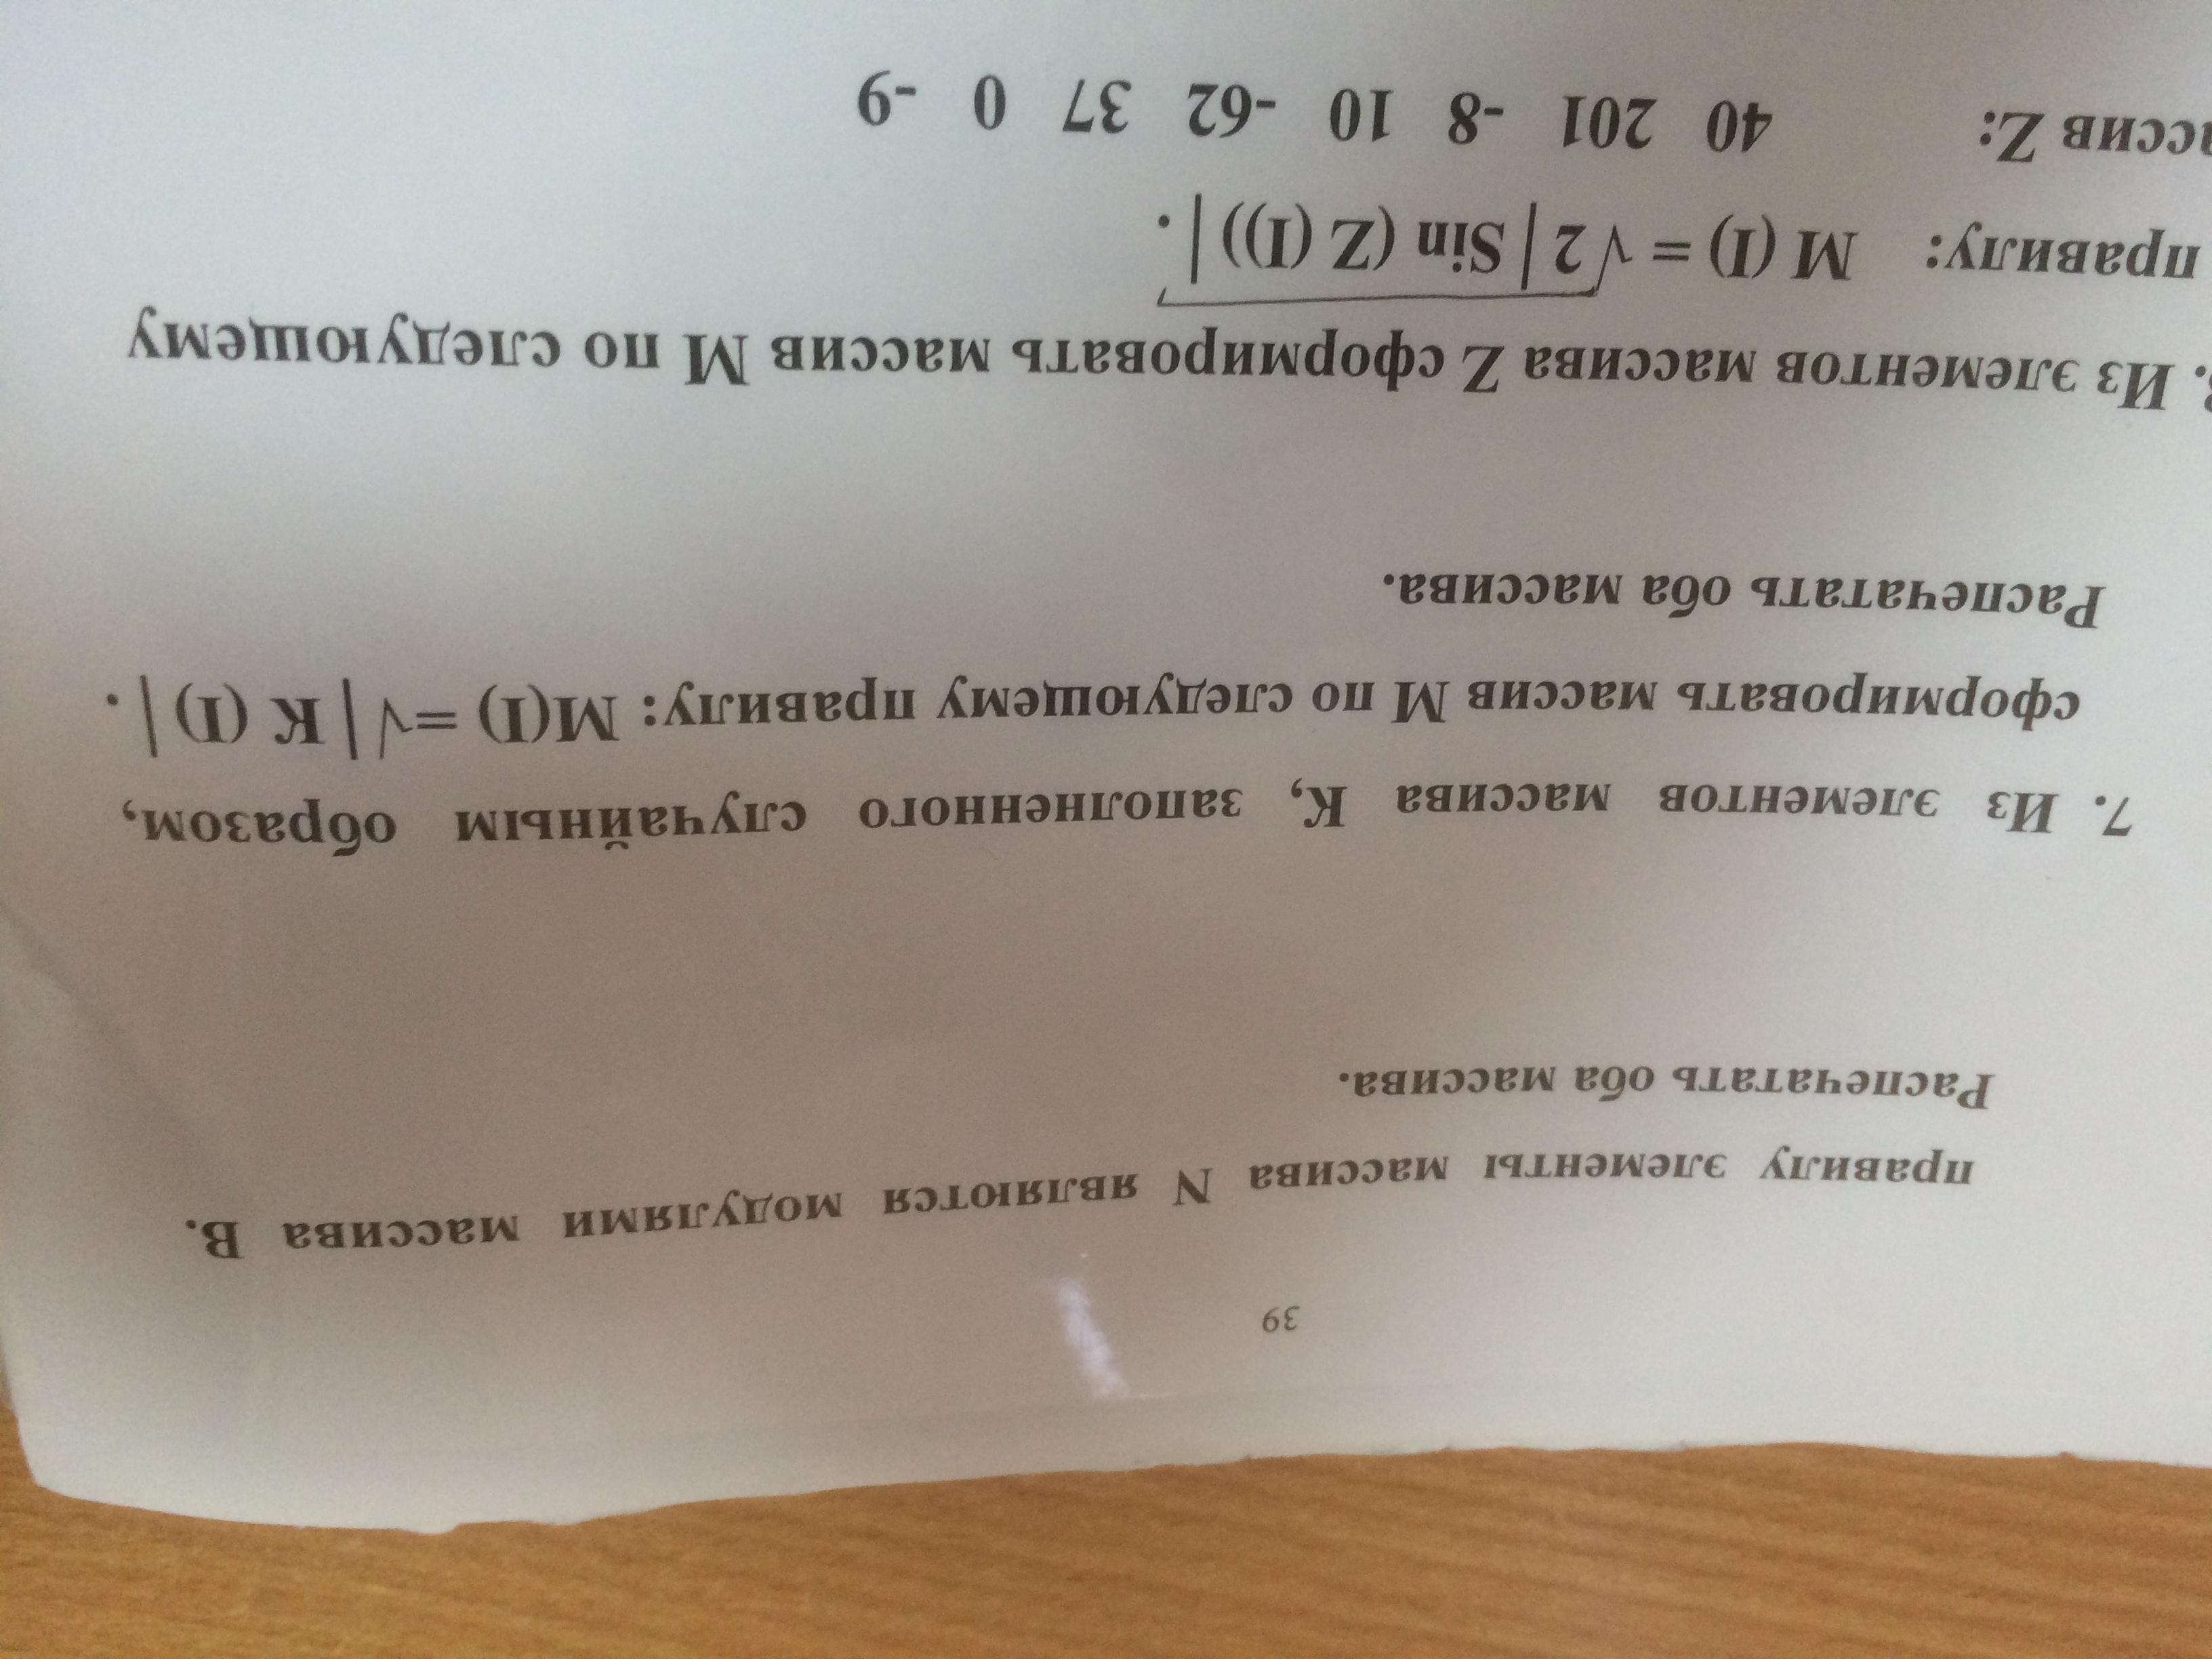 39
правилу элементы массива N являются модулями массива B.
Распечатать оба массива.
7. Из элементов массива K, заполненного случайным образом,
сформировать массив M по следующему правилу: M(I) =√|K (I)|.
Распечатать оба массива.
. Из элементов массива Z сформировать массив M по следующему
правилу: M (I) = √2|Sin (Z (I))|.
ссив Z: 40 201 -8 10 -62 37 0 -9